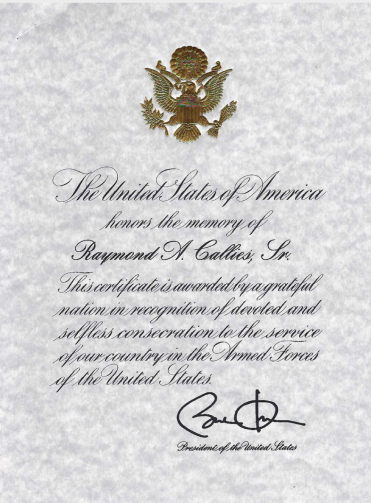 The United States of America
honors the memory of
Raymond A. Callies, Sr.
This certificate is awarded by a grateful
nation in recognition of devoted and
selfless consecration to the service
of our country in the Armed Forces
of the United States.
President of the United States